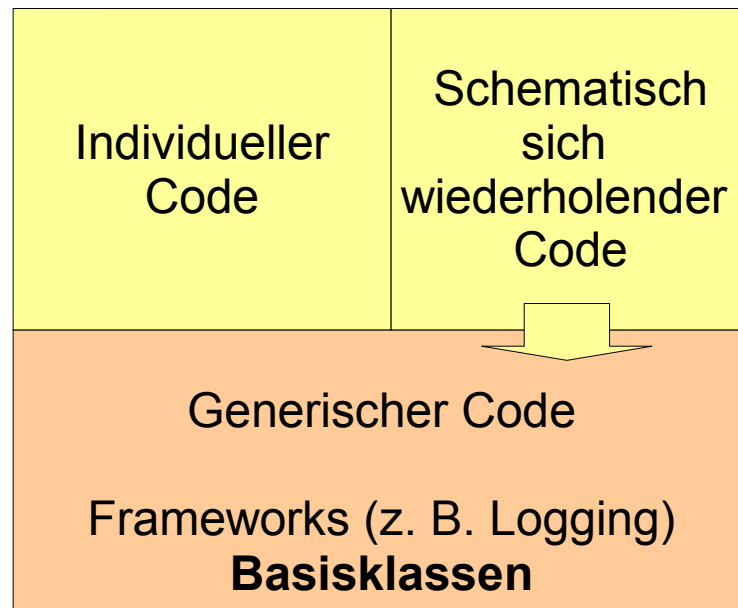 Individueller
Code
Schematisch
sich
wiederholender
Code
Generischer Code
Frameworks (z. B. Logging)
Basisklassen